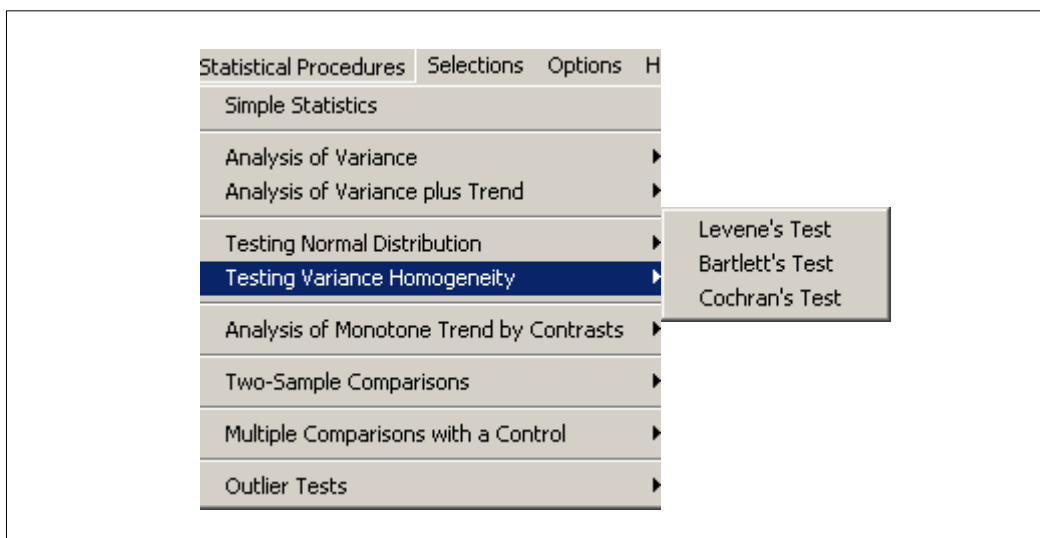 Statistical Procedures Selections Options H
Simple Statistics
Analysis of Variance
Analysis of Variance plus Trend
Testing Normal Distribution
Testing Variance Homogeneity
Levene's Test
Bartlett's Test
Cochran's Test
Analysis of Monotone Trend by Contrasts
Two-Sample Comparisons
Multiple Comparisons with a Control
Outlier Tests